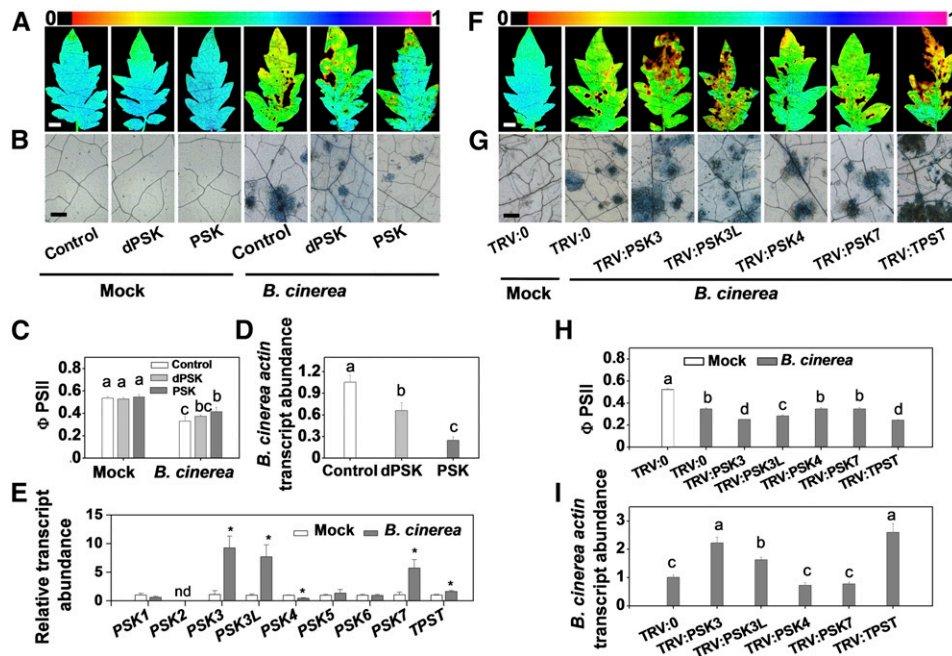 A
0
1
B
Control
dPSK
PSK
Control
dPSK
PSK
Mock
B. cinerea
F
0
1
G
TRV:0
TRV:0
TRV:PSK3
TRV:PSK3L
TRV:PSK4
TRV:PSK7
TRV:TPST
Mock
B. cinerea
C
Φ PSII
0.8
0.6
0.4
0.2
Control
dPSK
PSK
a a a
c bc b
Mock
B. cinerea
D
B. cinerea actin
transcript abundance
1.2
0.9
0.6
0.3
0
a
b
c
Control dPSK PSK
E
Relative transcript
abundance
15
10
5
0
Mock
B. cinerea
nd
* * * * *
PSK1
PSK2
PSK3
PSK3L
PSK4
PSK5
PSK6
PSK7
TPST
H
Φ PSII
0.8
0.6
0.4
0.2
Mock
B. cinerea
a b d c b b d
TRV:0
TRV:0
TRV:PSK3
TRV:PSK3L
TRV:PSK4
TRV:PSK7
TRV:TPST
I
B. cinerea actin
transcript abundance
3
2
1
0
c a b c c a
TRV:0
TRV:PSK3
TRV:PSK3L
TRV:PSK4
TRV:PSK7
TRV:TPST